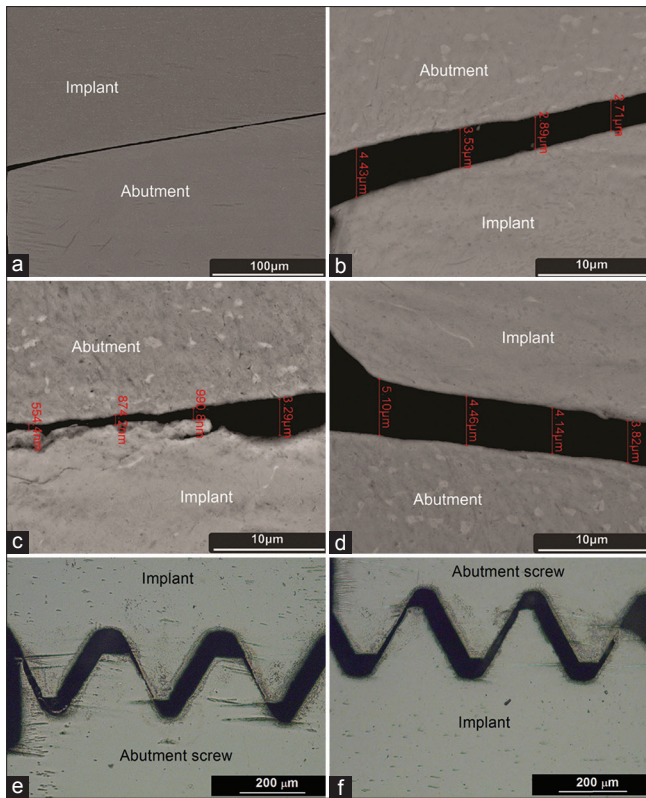 Implant
Abutment
100µm
a
Abutment
4.43µm
3.53µm
2.89µm
2.71µm
Implant
10µm
b
Abutment
990.8nm
3.29µm
Implant
10µm
c
Implant
5.10µm
4.46µm
4.14µm
3.82µm
Abutment
10µm
d
Implant
Abutment screw
200 µm
e
Abutment screw
Implant
200 µm
f